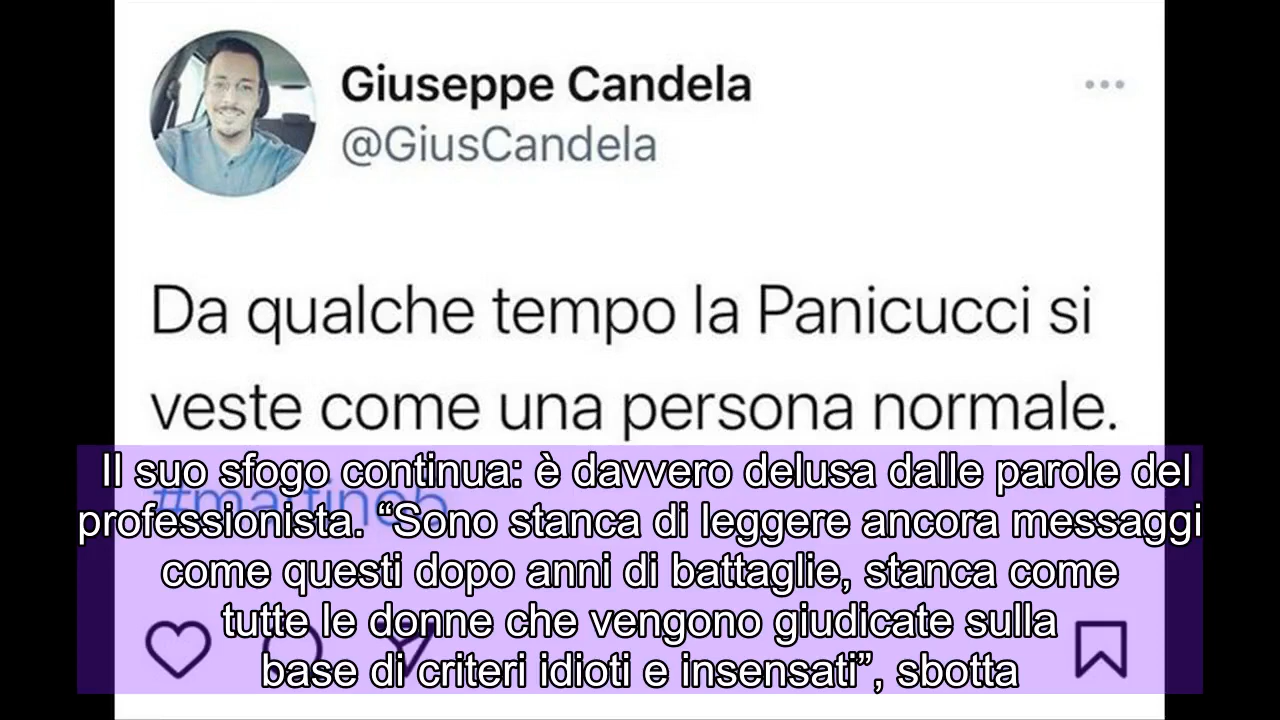 Giuseppe Candela
@GiusCandela
Da qualche tempo la Panicucci si
veste come una persona normale.
Il suo sfogo continua: è davvero delusa dalle parole del
professionista. “Sono stanca di leggere ancora messaggi
come questi dopo anni di battaglie, stanca come
tutte le donne che vengono giudicate sulla
base di criteri idioti e insensati”, sbotta